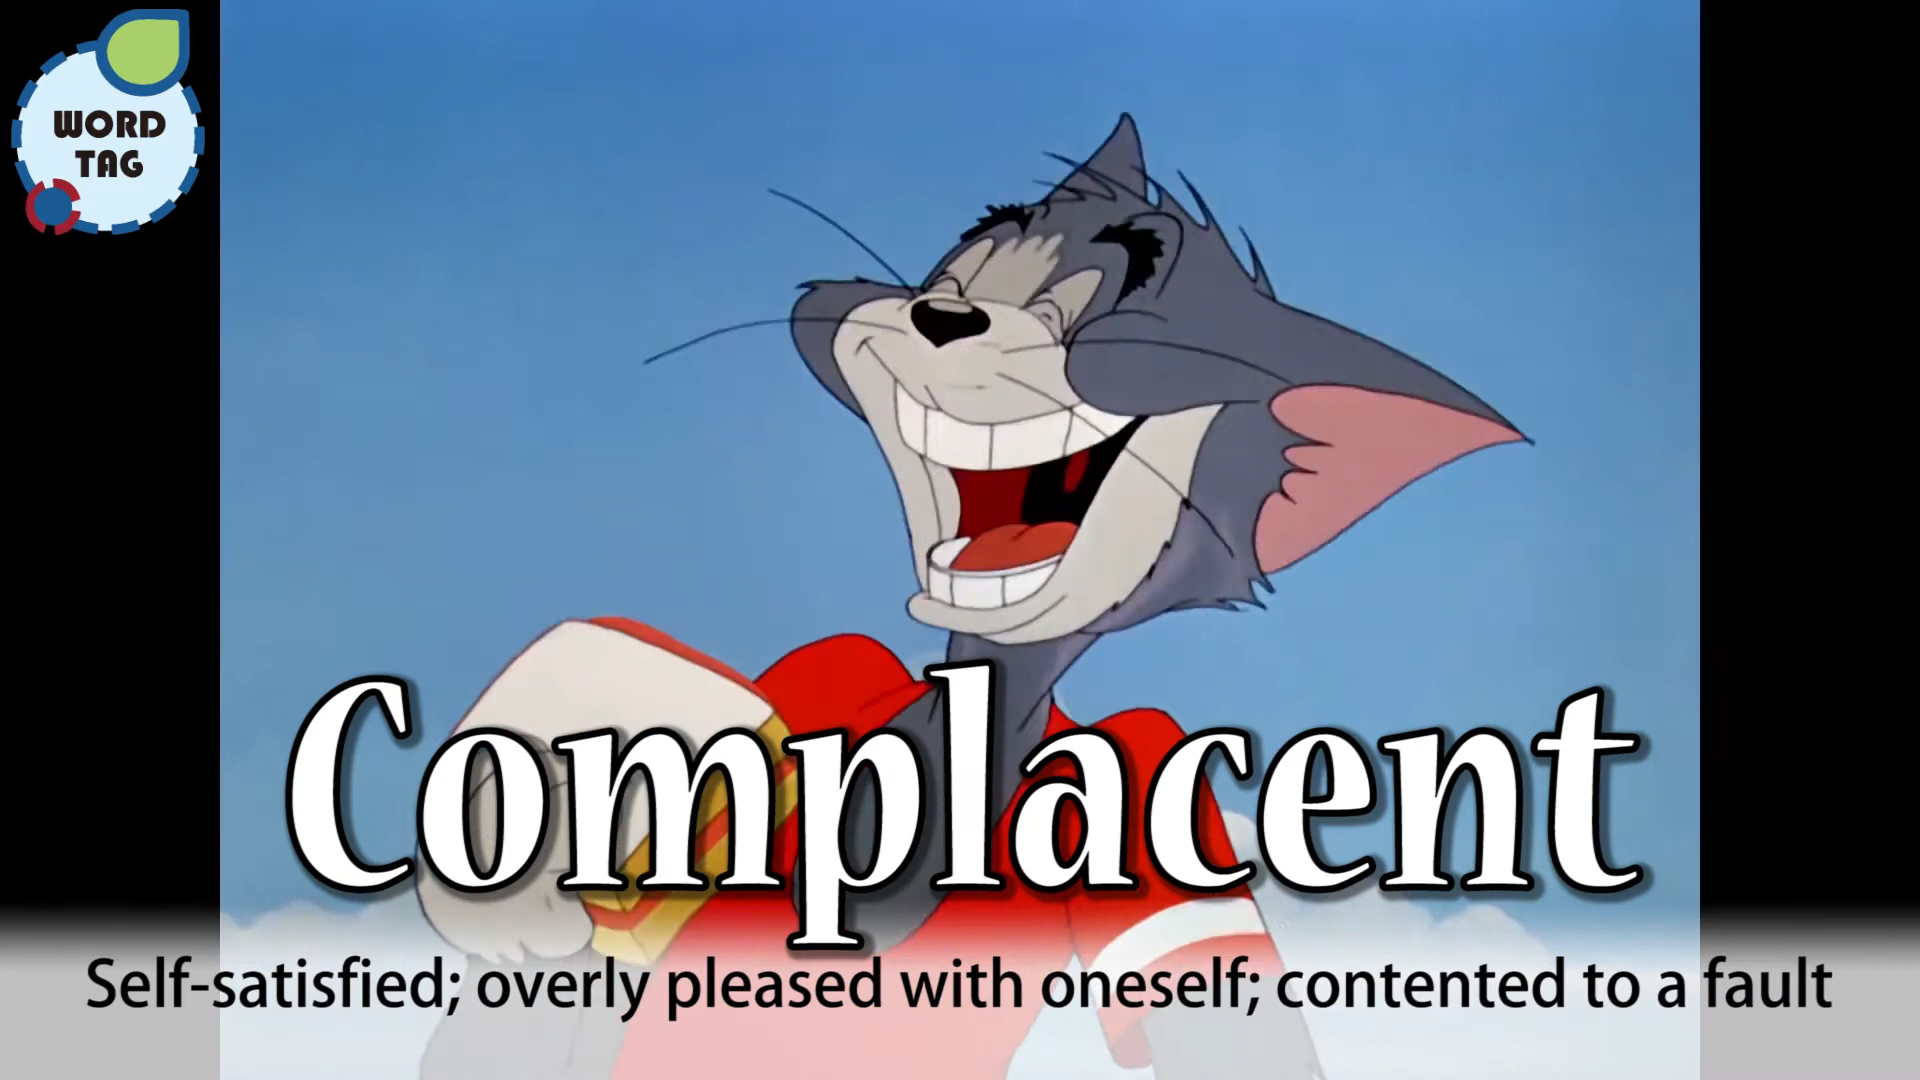 WORD
TAG
Complacent
Self-satisfied; overly pleased with oneself; contented to a fault